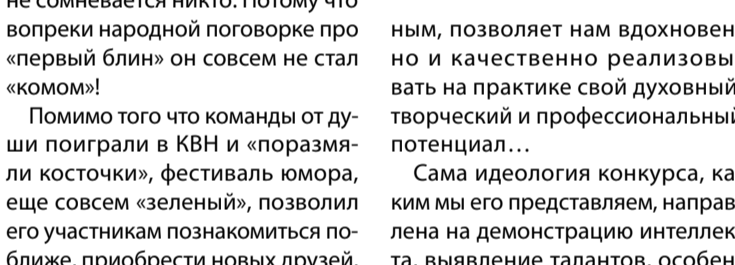 не сомневается никто. Потому что
вопреки народной поговорке про
«первый блин» он совсем не стал
«комом»!
Помимо того что команды от ду-
ши поиграли в КВН и «поразмя-
ли косточки», фестиваль юмора,
еще совсем «зеленый», позволил
его участникам познакомиться по-
ближе, приобрести новых друзей,
ным, позволяет нам вдохновен
но и качественно реализовы
вать на практике свой духовный
творческий и профессиональный
потенциал...
Сама идеология конкурса, ка
ким мы его представляем, направ
лена на демонстрацию интеллек
та, выявление талантов, особен